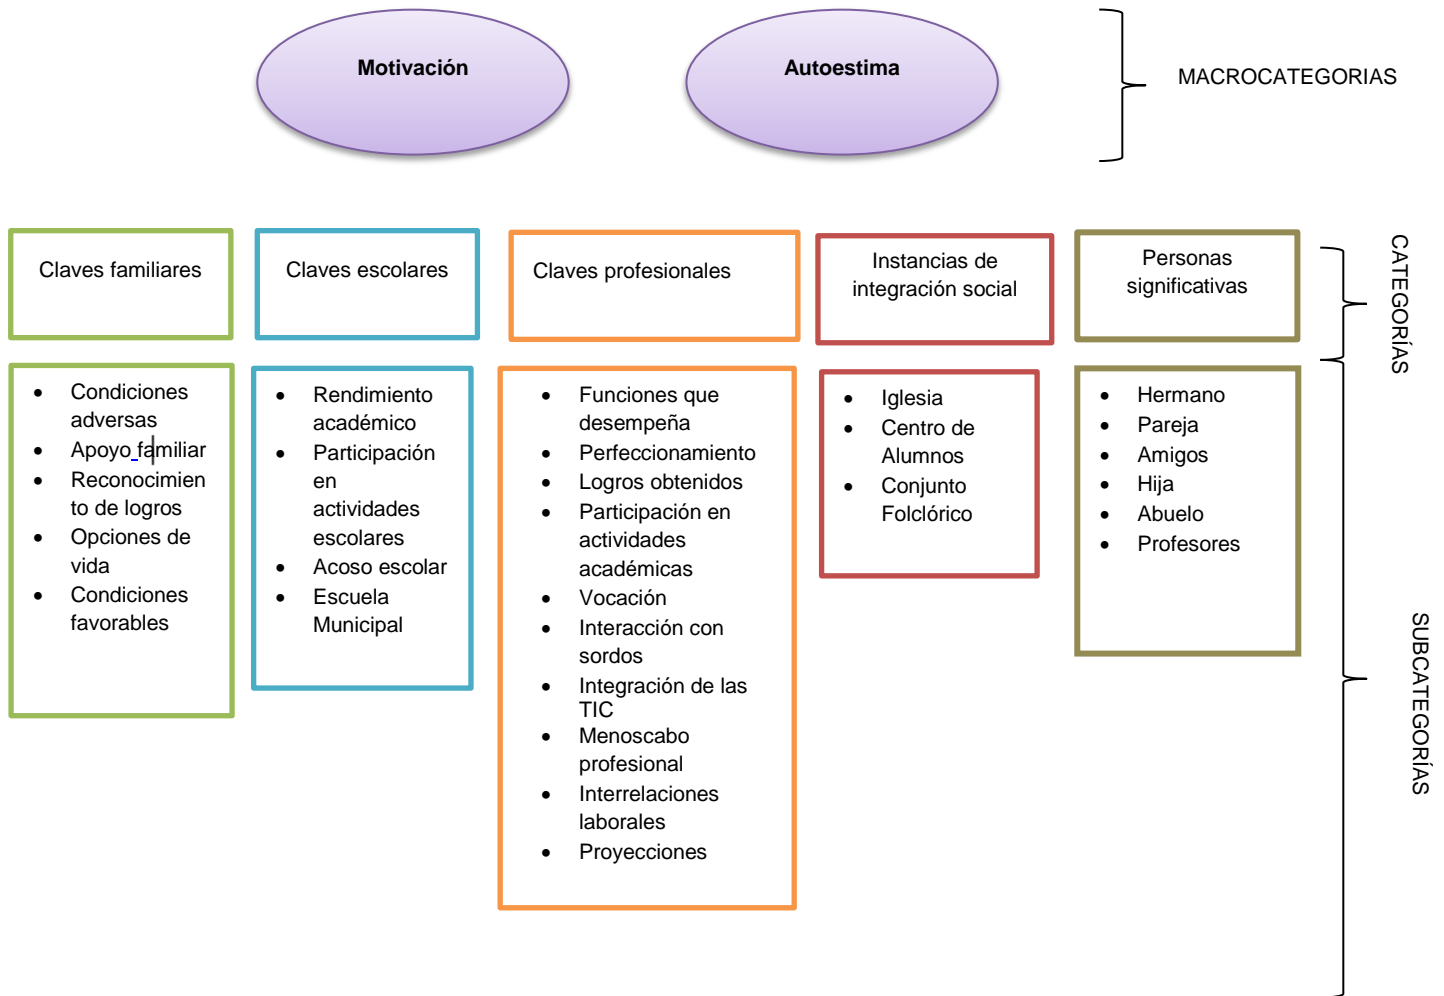 Motivación
Autoestima
MACROCATEGORIAS
Claves familiares
Claves escolares
Claves profesionales
Instancias de
integración social
Personas
significativas
CATEGORÍAS
• Condiciones
adversas
• Apoyo familiar
• Reconocimien
to de logros
• Opciones de
vida
• Condiciones
favorables
• Rendimiento
académico
• Participación
en
actividades
escolares
• Acoso escolar
• Escuela
Municipal
• Funciones que
desempeña
• Perfeccionamiento
• Logros obtenidos
• Participación en
actividades
académicas
• Vocación
• Interacción con
sordos
• Integración de las
TIC
• Menoscabo
profesional
• Interrelaciones
laborales
• Proyecciones
• Iglesia
• Centro de
Alumnos
• Conjunto
Folclórico
• Hermano
• Pareja
• Amigos
• Hija
• Abuelo
• Profesores
SUBCATEGORÍAS